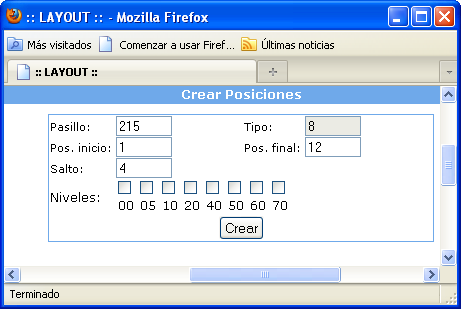 :: LAYOUT :: - Mozilla Firefox
Más visitados Comenzar a usar Firef... Últimas noticias
:: LAYOUT ::
Crear Posiciones
Pasillo: 215 Tipo: 8
Pos. inicio: 1 Pos. final: 12
Salto: 4
Niveles:
00 05 10 20 40 50 60 70
Crear
Terminado